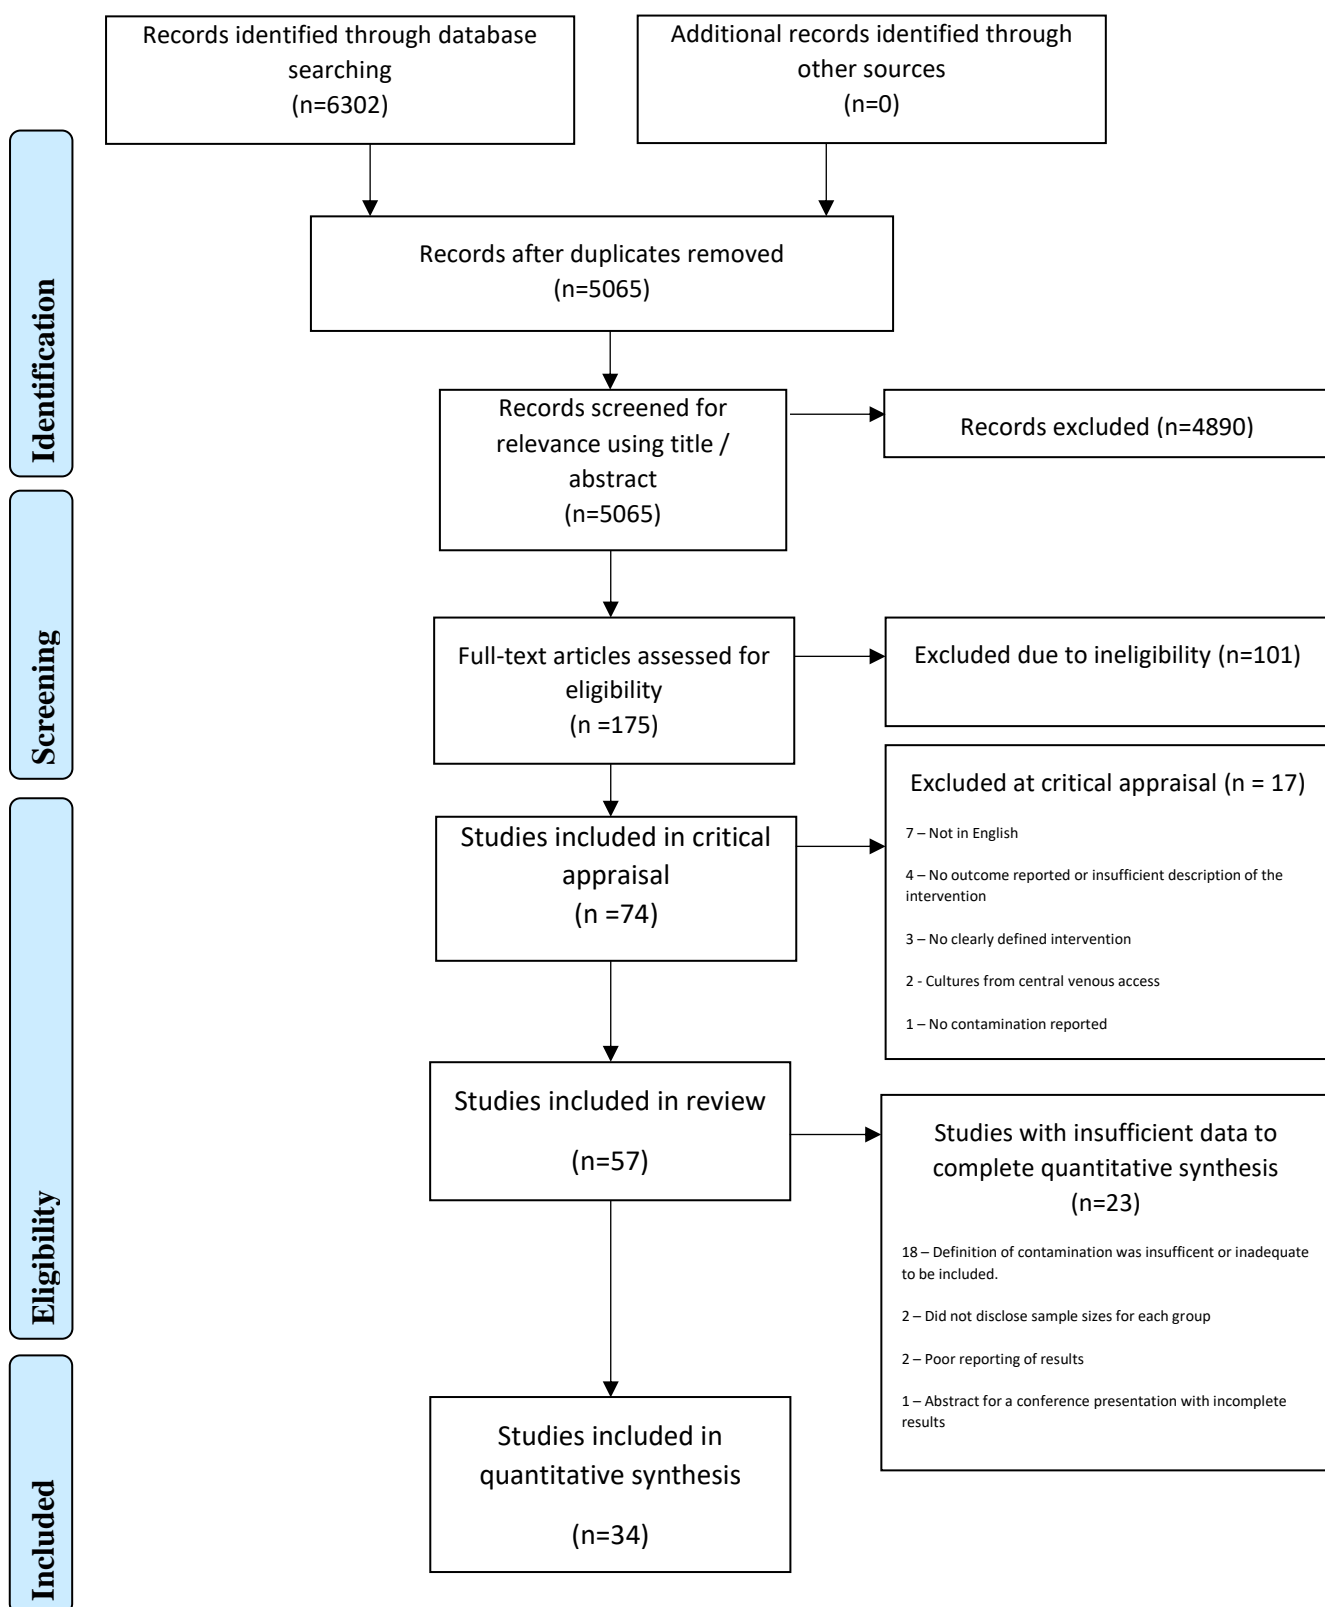 Records identified through database
searching
(n=6302)
Additional records identified through
other sources
(n=0)
Identification
Records after duplicates removed
(n=5065)
Records screened for
relevance using title /
abstract
(n=5065)
Records excluded (n=4890)
Screening
Full-text articles assessed for
eligibility
(n =175)
Excluded due to ineligibility (n=101)
Eligibility
Studies included in critical
appraisal
(n =74)
Excluded at critical appraisal (n = 17)
7 – Not in English
4 – No outcome reported or insufficient description of the
intervention
3 – No clearly defined intervention
2 - Cultures from central venous access
1 – No contamination reported
Studies included in review
(n=57)
Studies with insufficient data to
complete quantitative synthesis
(n=23)
18 – Definition of contamination was insufficent or inadequate
to be included.
2 – Did not disclose sample sizes for each group
2 – Poor reporting of results
1 – Abstract for a conference presentation with incomplete
results
Included
Studies included in
quantitative synthesis
(n=34)